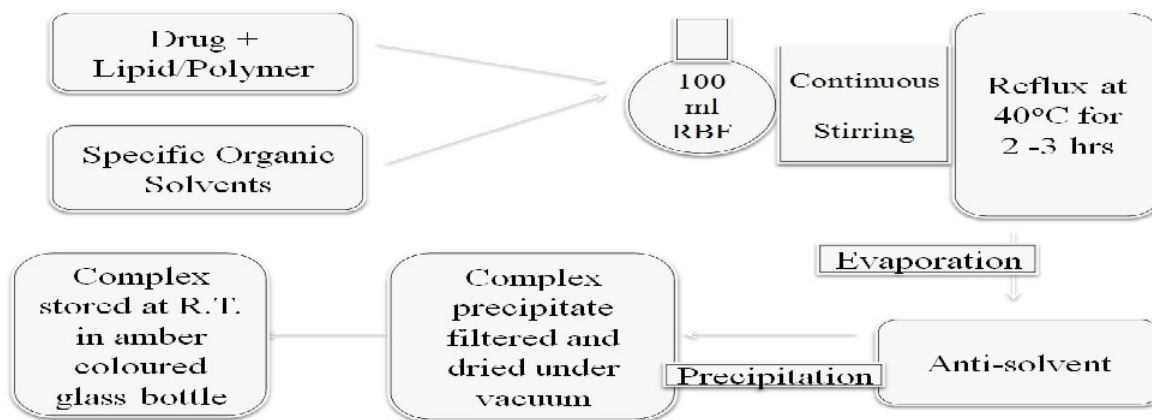 Drug +
Lipid/Polymer
Specific Organic
Solvents
100
ml
RBF
Continuous
Stirring
Reflux at
40°C for
2 -3 hrs
Evaporation
Anti-solvent
Precipitation
Complex
precipitate
filtered and
dried under
vacuum
Complex
stored at R.T.
in amber
coloured
glass bottle